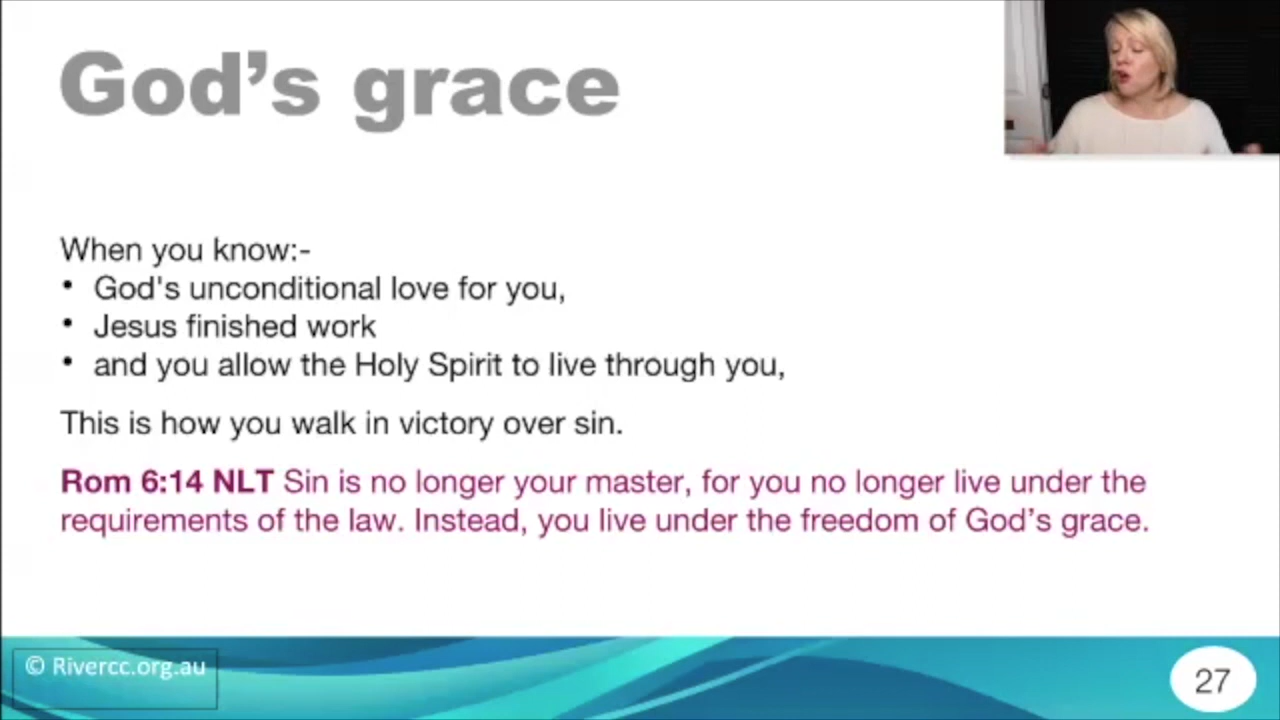 God’s grace
When you know:-
• God's unconditional love for you,
• Jesus finished work
• and you allow the Holy Spirit to live through you,
This is how you walk in victory over sin.
Rom 6:14 NLT Sin is no longer your master, for you no longer live under the
requirements of the law. Instead, you live under the freedom of God’s grace.
© Rivercc.org.au
27